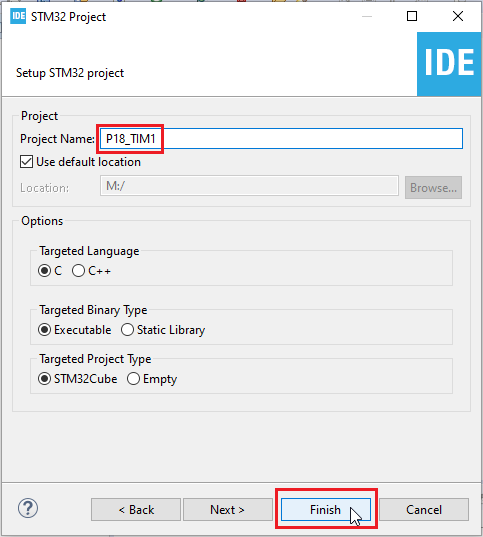 IDE STM32 Project
Setup STM32 project
IDE
Project
Project Name: P18_TIM1
Use default location
Location: M:/ Browse...
Options
Targeted Language
C C++
Targeted Binary Type
Executable Static Library
Targeted Project Type
STM32Cube Empty
? < Back Next > Finish Cancel